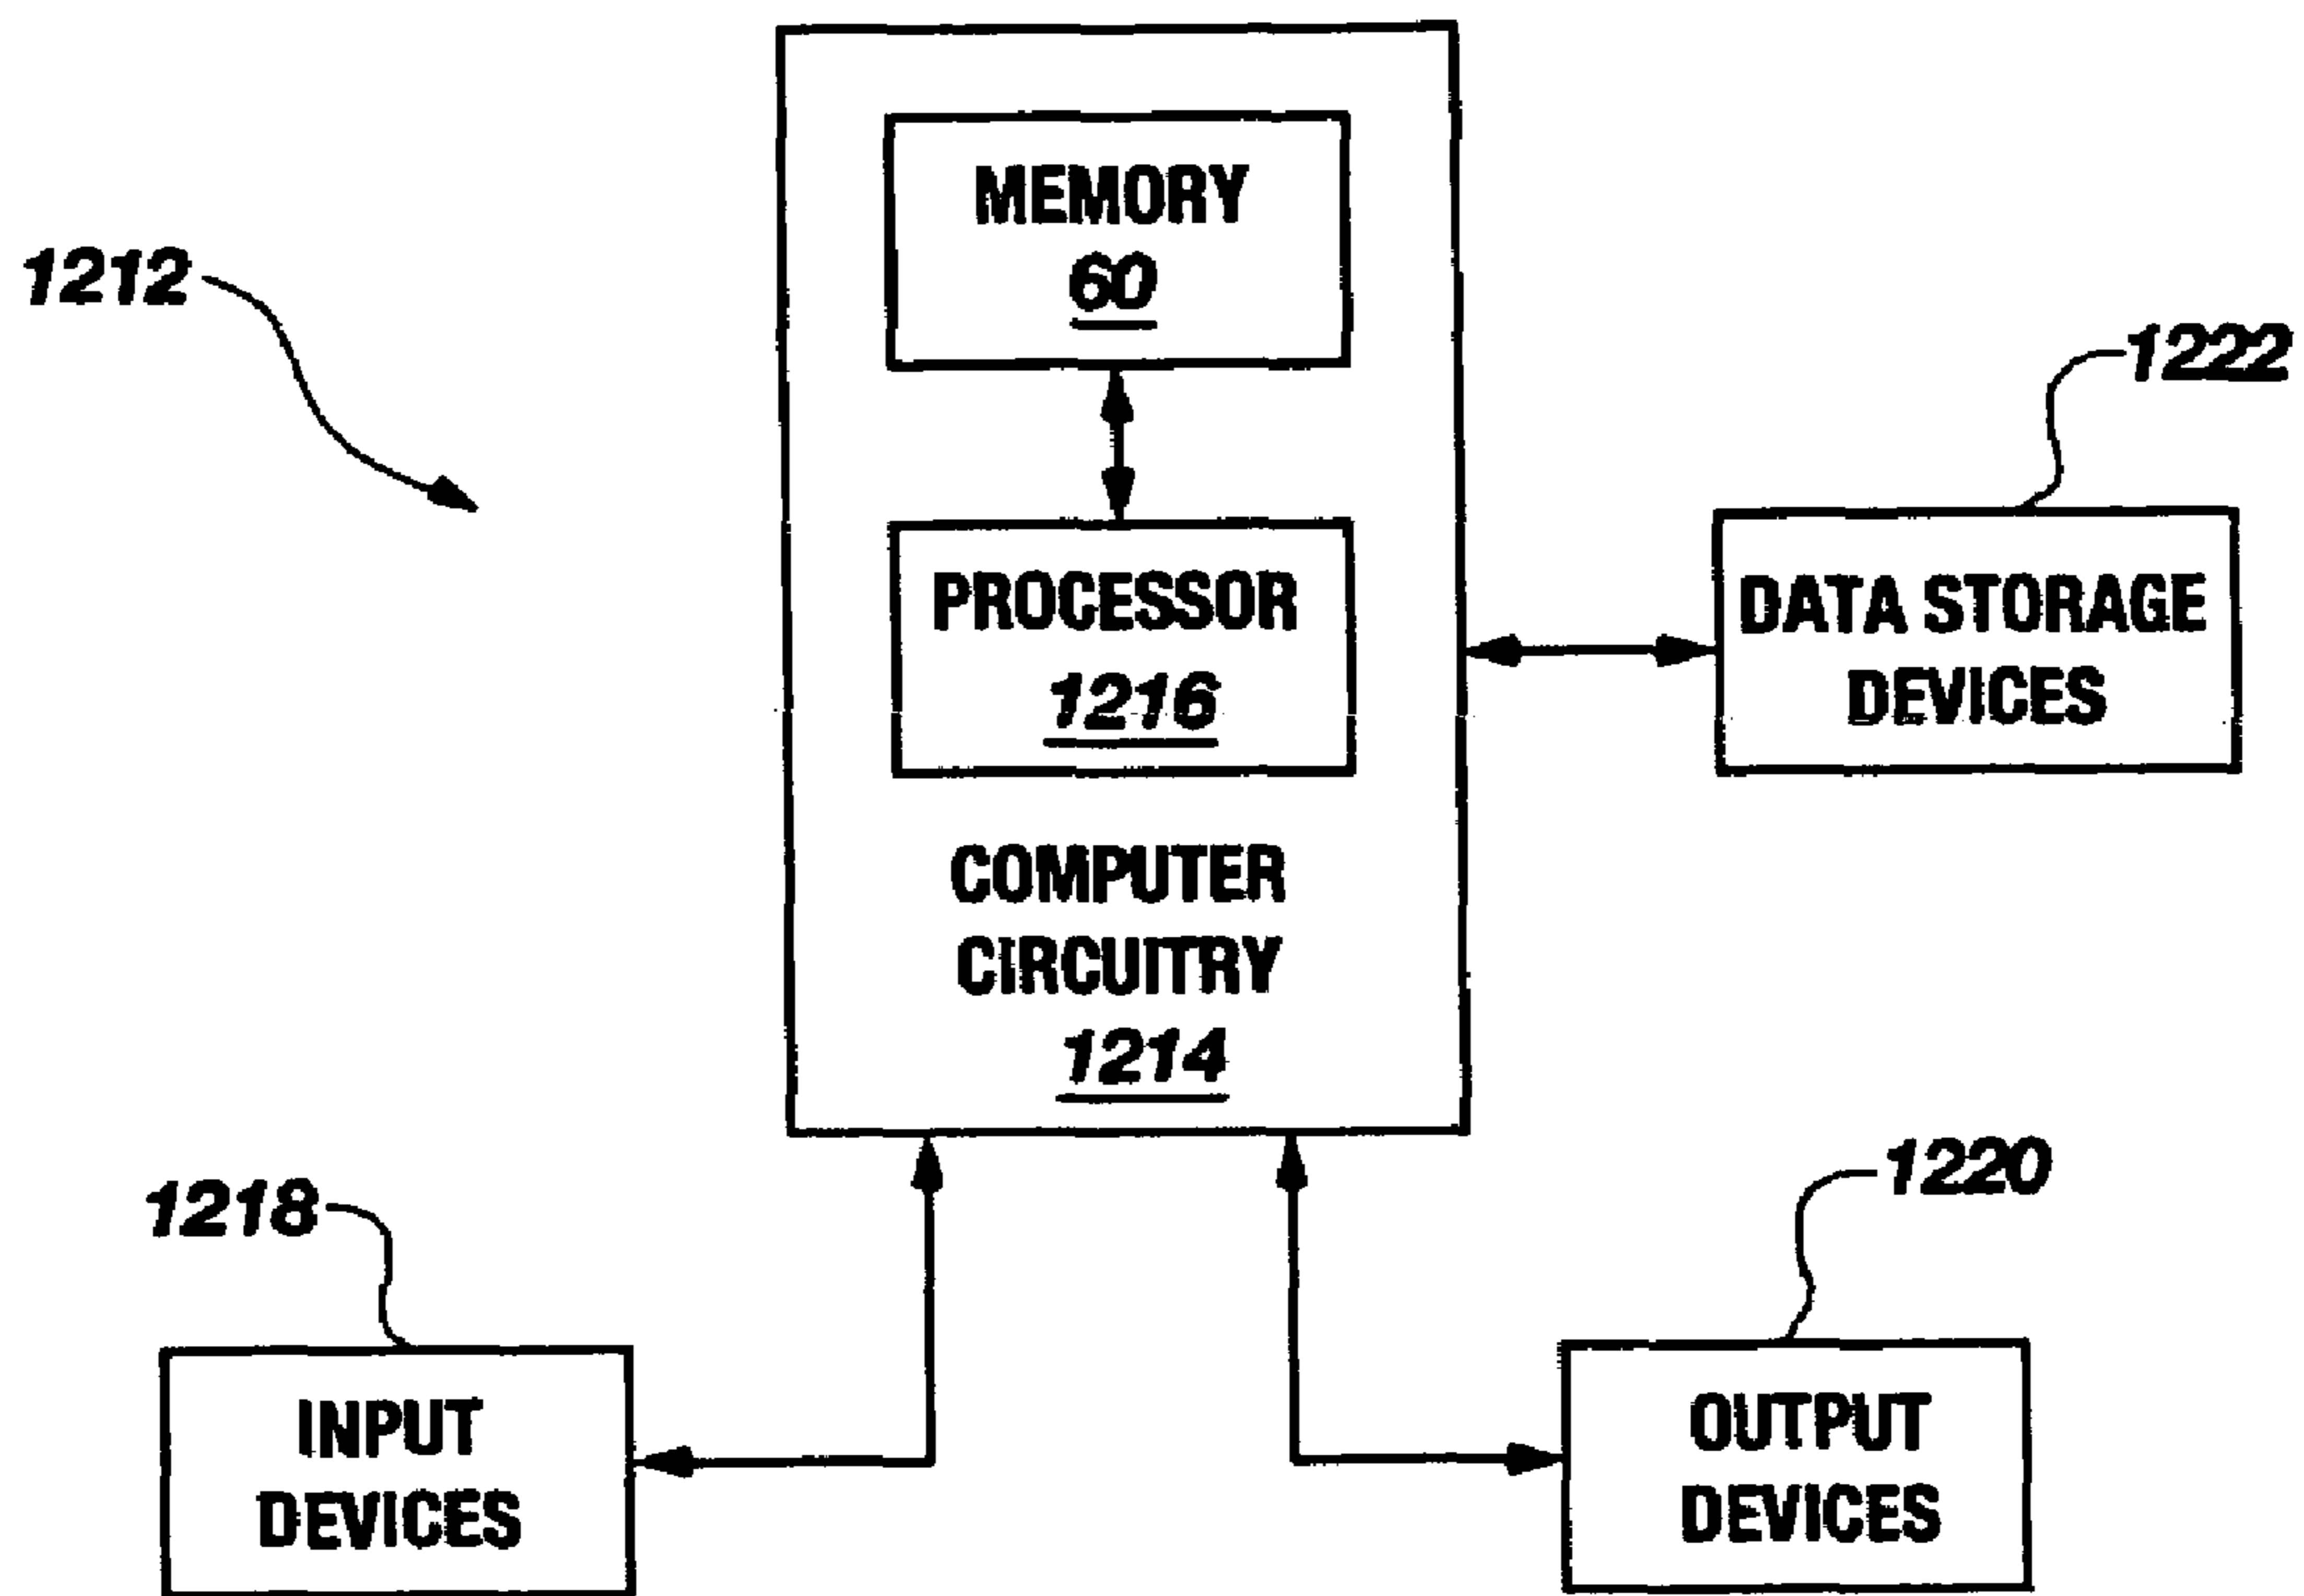 MEMORY
60
1212
1222
PROCESSOR
1216
DATA STORAGE
DEVICES
COMPUTER
CIRCUITRY
1214
1218
1220
INPUT
DEVICES
OUTPUT
DEVICES